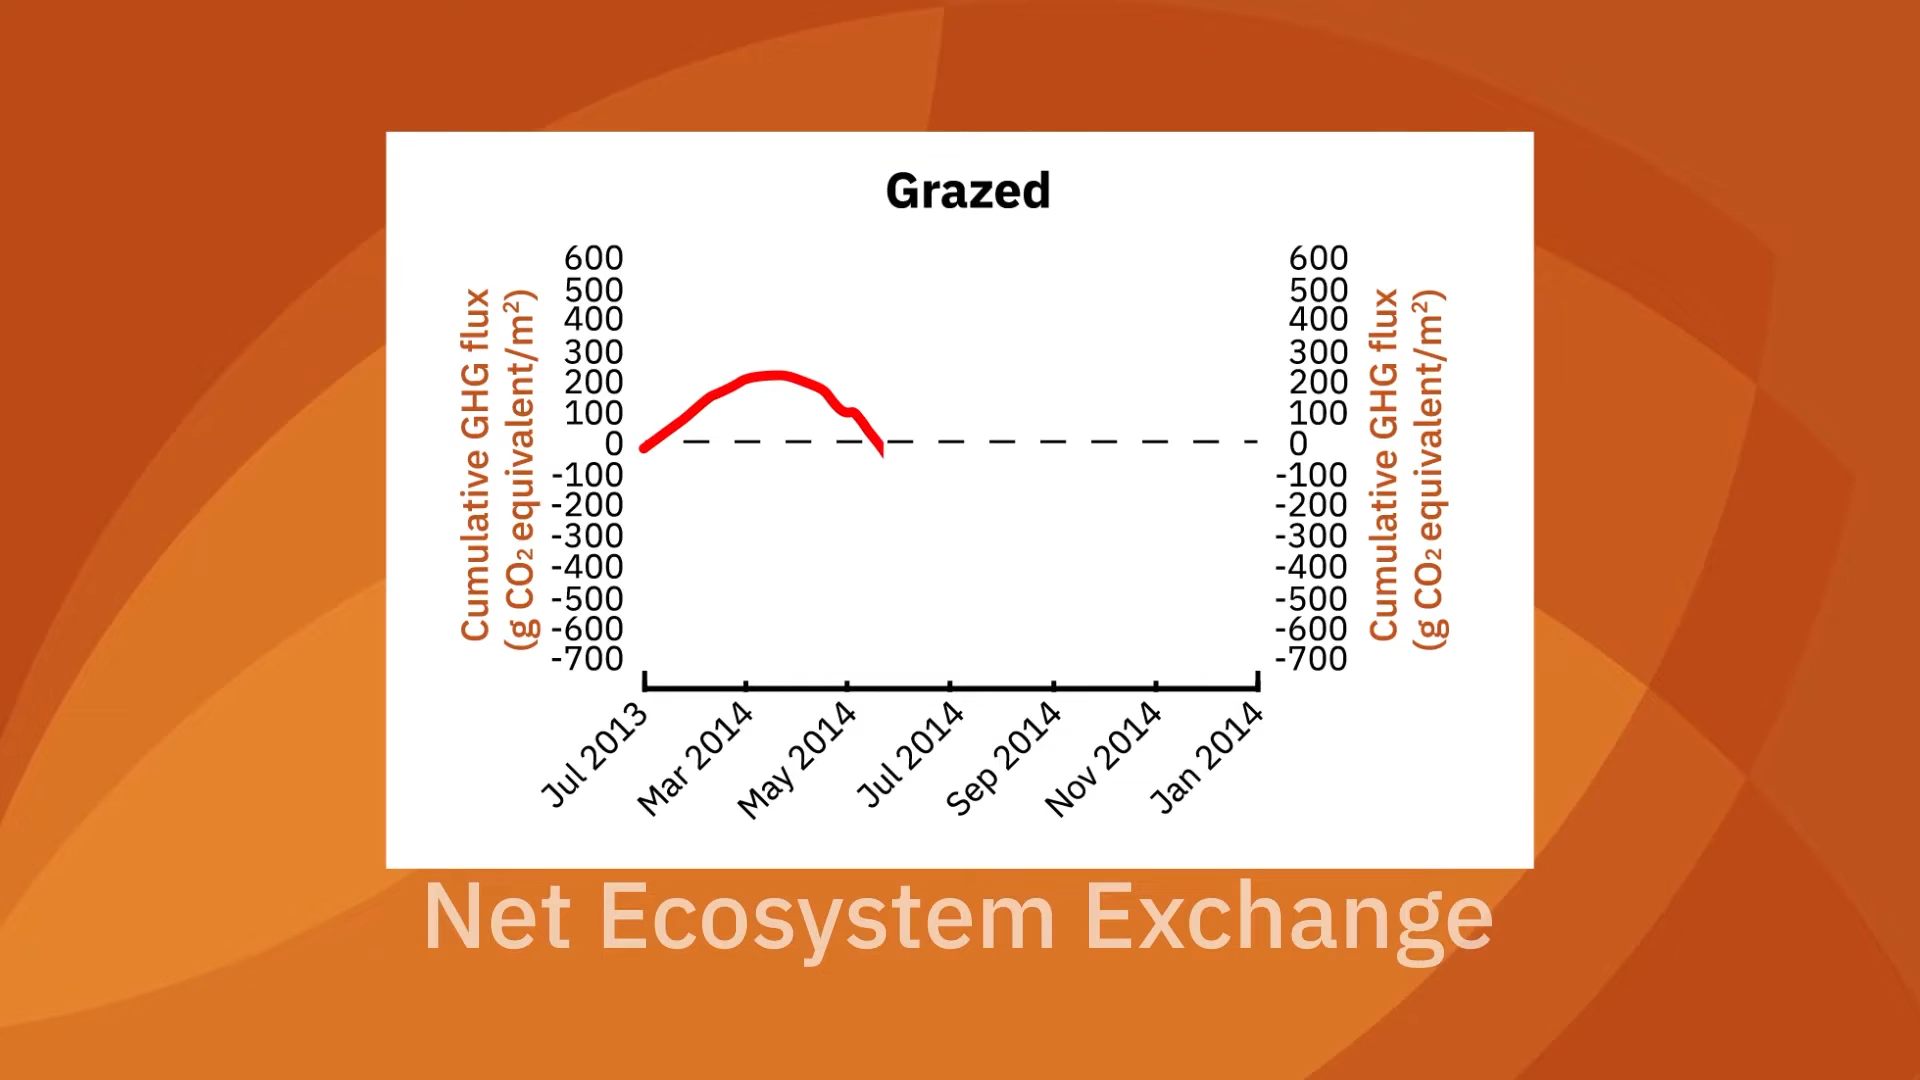 Grazed
Cumulative GHG flux
(g CO₂ equivalent/m²)
600
500
400
300
200
100
0
-100
-200
-300
-400
-500
-600
-700
600
500
400
300
200
100
0
-100
-200
-300
-400
-500
-600
-700
Cumulative GHG flux
(g CO₂ equivalent/m²)
Jul 2013
Mar 2014
May 2014
Jul 2014
Sep 2014
Nov 2014
Jan 2014
Net Ecosystem Exchange